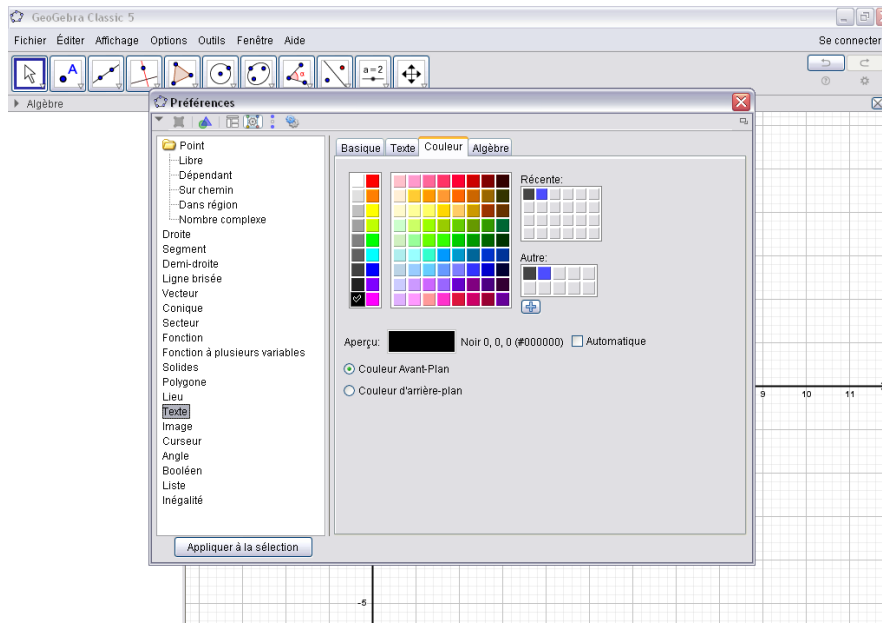 GeoGebra Classic 5
Fichier Éditer Affichage Options Outils Fenêtre Aide
Se connecter
A
α
a=2
Algèbre
Préférences
Point
Libre
Dépendant
Sur chemin
Dans région
Nombre complexe
Droite
Segment
Demi-droite
Ligne brisée
Vecteur
Conique
Secteur
Fonction
Fonction à plusieurs variables
Solides
Polygone
Lieu
Texte
Image
Curseur
Angle
Booléen
Liste
Inégalité
Appliquer à la sélection
Basique Texte Couleur Algèbre
Récente:
Autre:
Aperçu: Noir 0, 0, 0 (#000000) Automatique
Couleur Avant-Plan
Couleur d'arrière-plan
9 10 11
-5